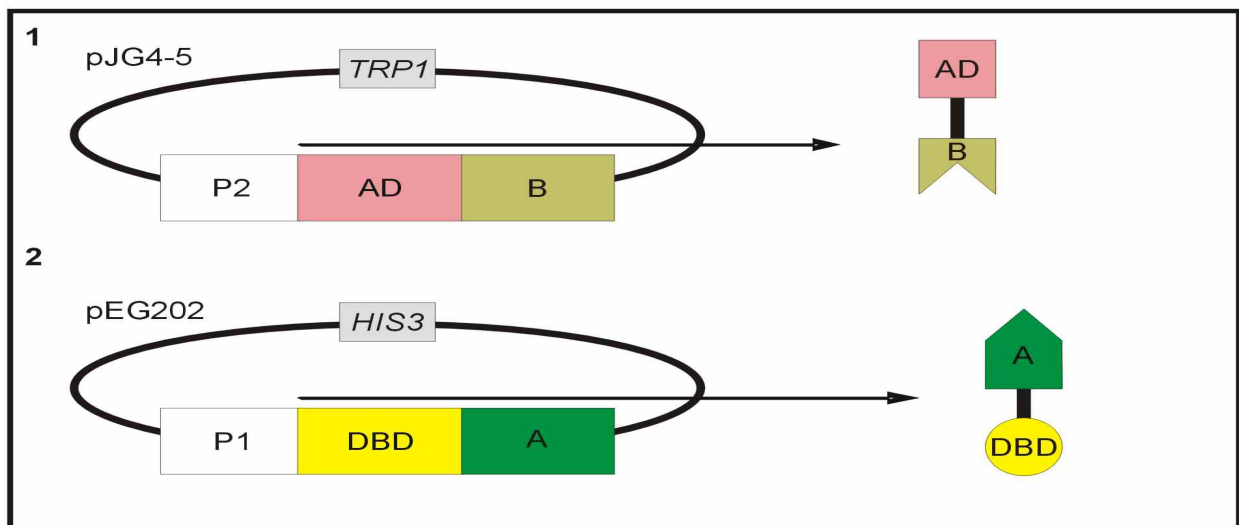 1
pJG4-5
TRP1
AD
B
P2 AD B
2
pEG202
HIS3
A
DBD
P1 DBD A